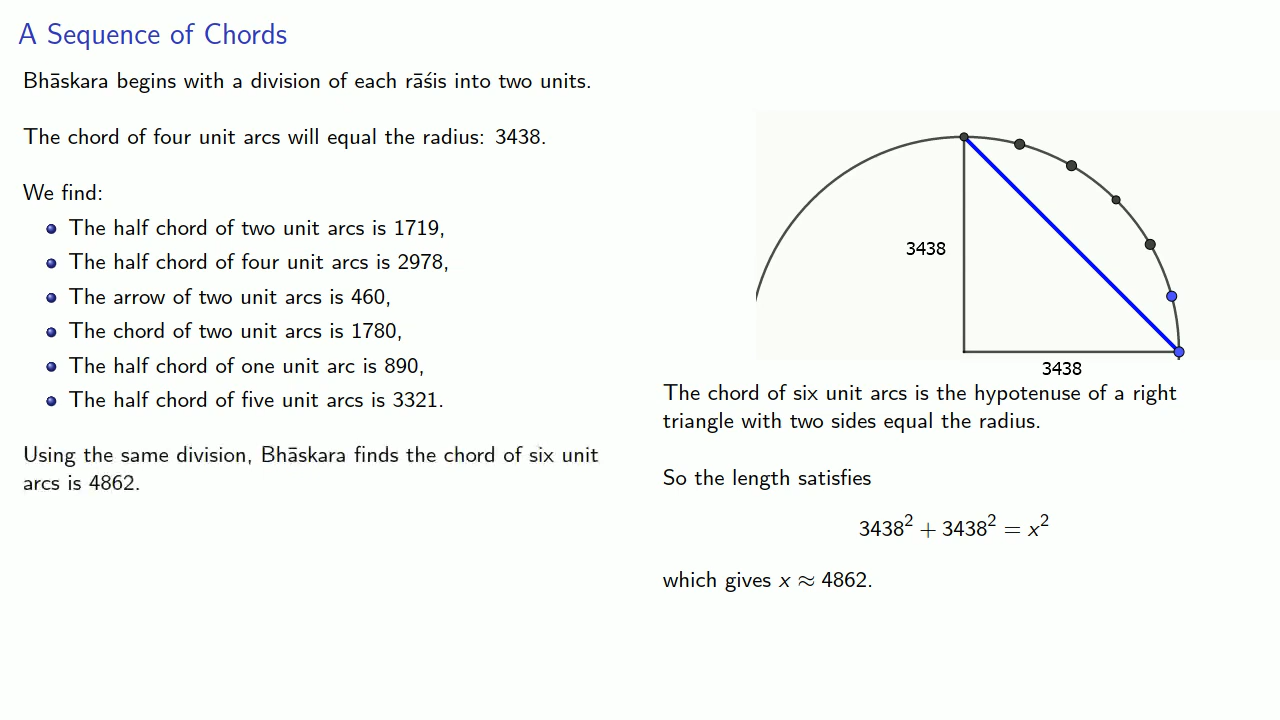 A Sequence of Chords
Bhāskara begins with a division of each rāśis into two units.
The chord of four unit arcs will equal the radius: 3438.
We find:
The half chord of two unit arcs is 1719,
The half chord of four unit arcs is 2978,
The arrow of two unit arcs is 460,
The chord of two unit arcs is 1780,
The half chord of one unit arc is 890,
The half chord of five unit arcs is 3321.
Using the same division, Bhāskara finds the chord of six unit
arcs is 4862.
3438
3438
The chord of six unit arcs is the hypotenuse of a right
triangle with two sides equal the radius.
So the length satisfies
3438² + 3438² = x²
which gives x ≈ 4862.